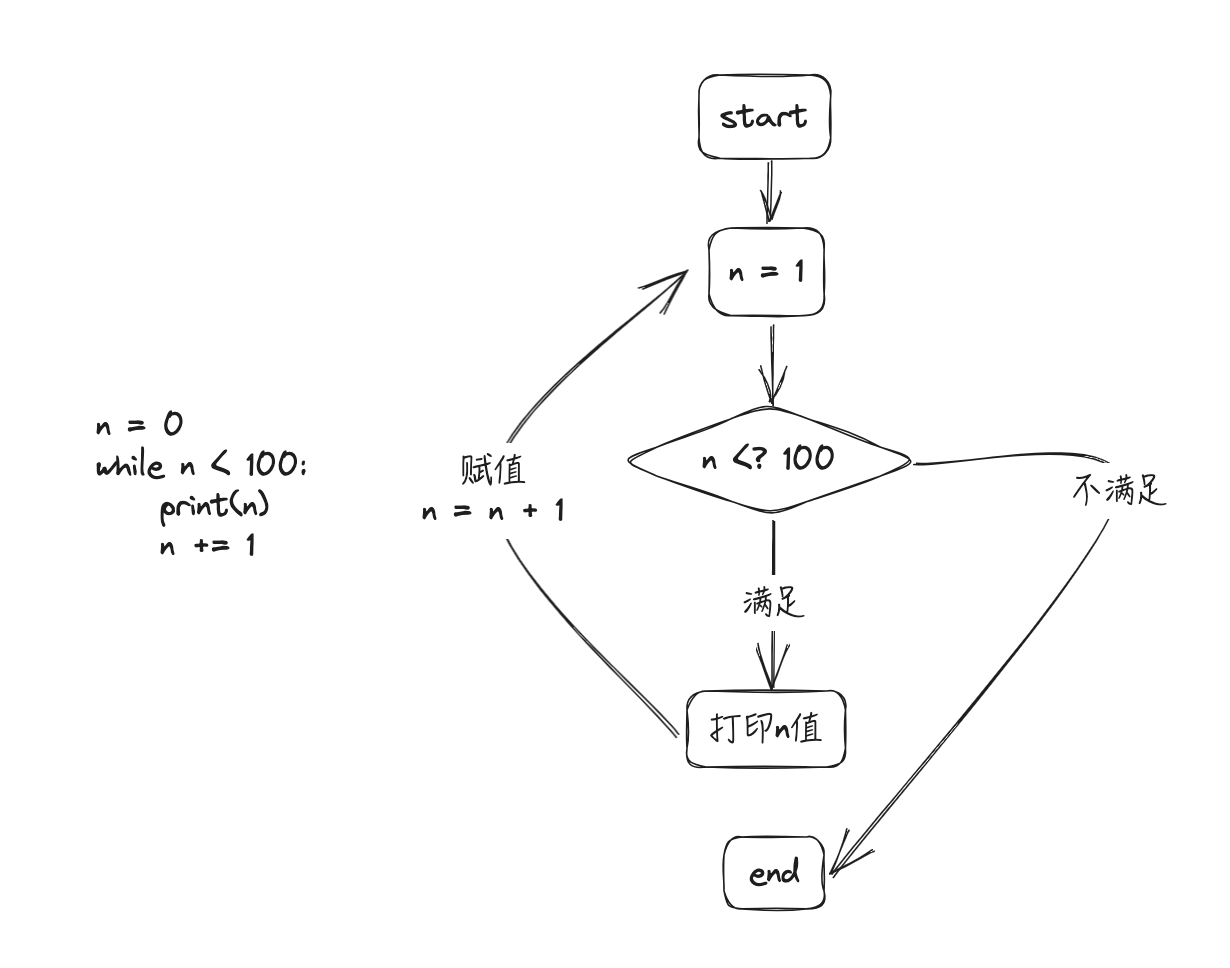 start
n = 1
n = 0
while n < 100:
print(n)
n += 1
赋值
n = n + 1
n <? 100
不满足
满足
打印n值
end